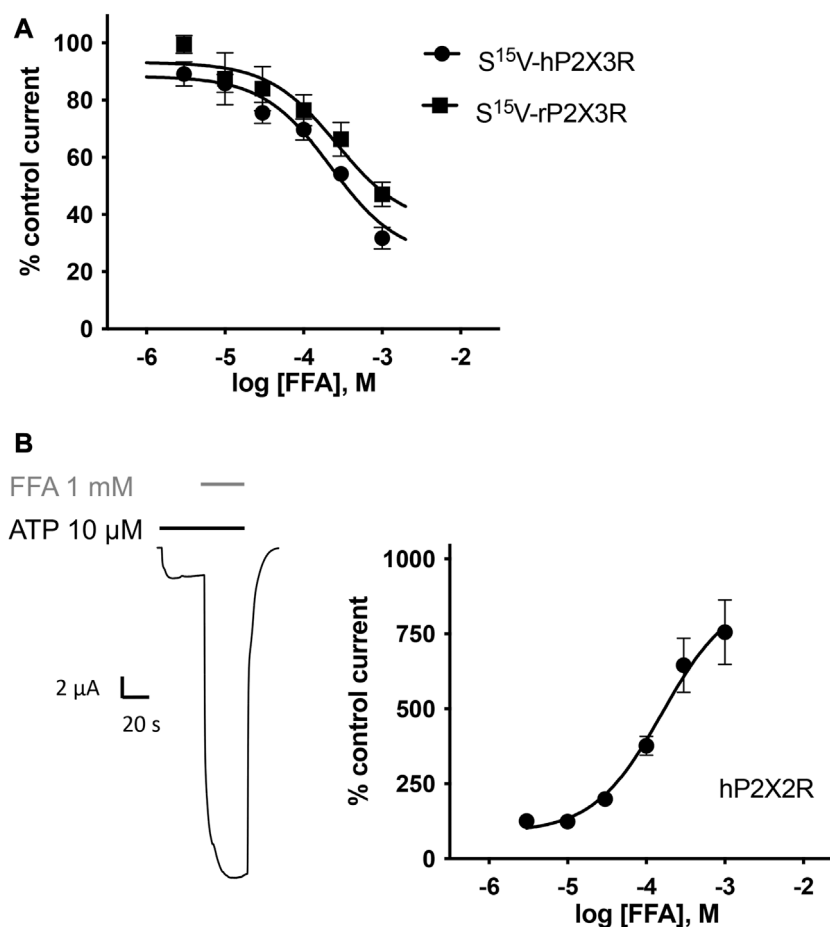 A
100
80
60
40
20
0
% control current
-6 -5 -4 -3 -2
log [FFA], M
S¹⁵V-hP2X3R
S¹⁵V-rP2X3R
B
FFA 1 mM
ATP 10 µM
2 µA
20 s
1000
750
500
250
0
% control current
hP2X2R
-6 -5 -4 -3 -2
log [FFA], M